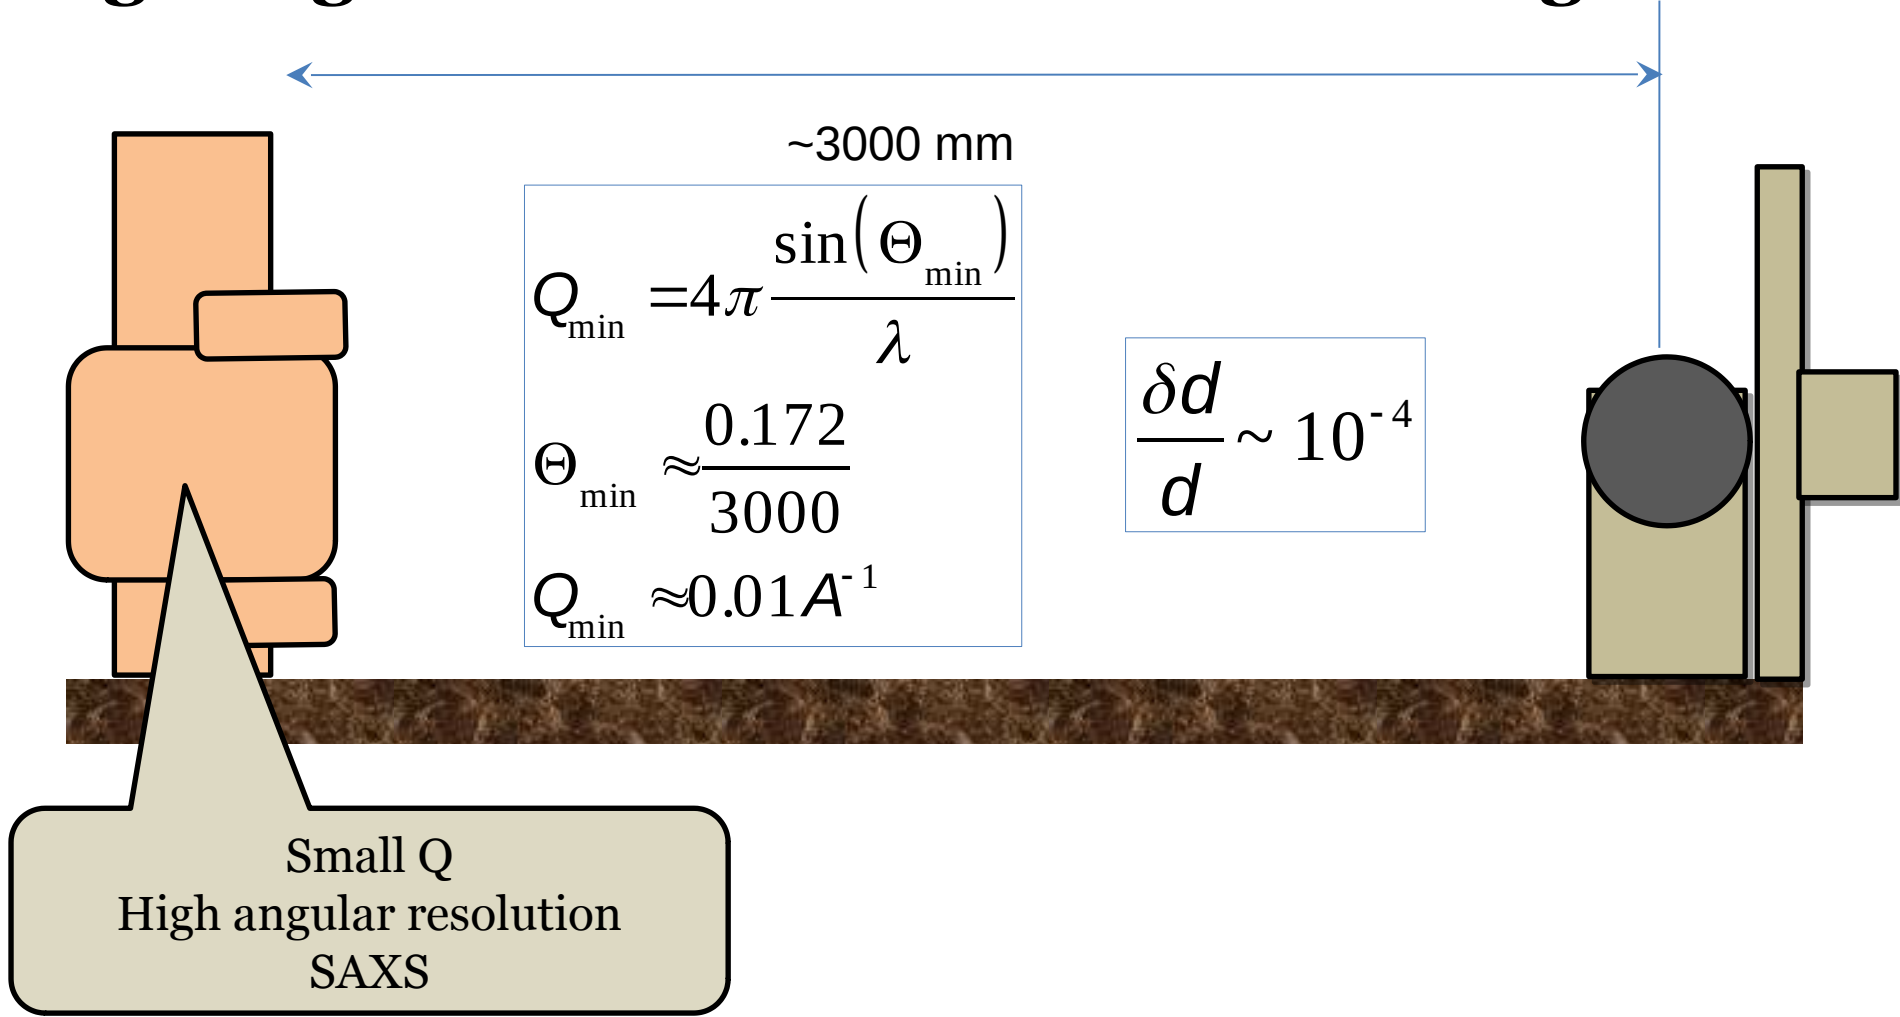 ~3000 mm
Q_min = 4π sin(Θ_min) / λ
Θ_min ≈ 0.172 / 3000
Q_min ≈ 0.01 A^-1
δd / d ~ 10^-4
Small Q
High angular resolution
SAXS